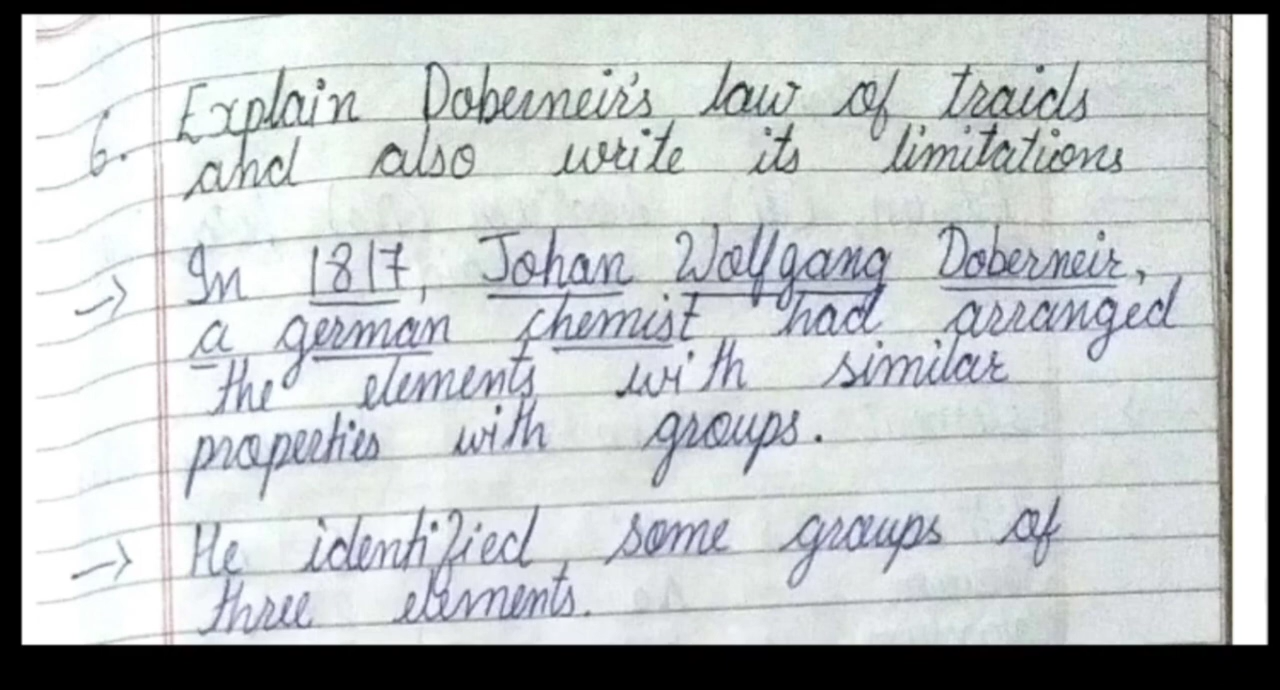 6. Explain Doberneir's law of traids
and also write its limitations
-> In 1817, Johan Wolfgang Doberneir,
a german chemist had arranged
the elements with similar
properties with groups.
-> He identified some groups of
three elements.